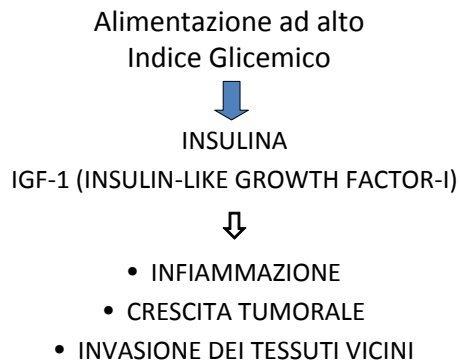 Alimentazione ad alto
Indice Glicemico
INSULINA
IGF-1 (INSULIN-LIKE GROWTH FACTOR-I)
• INFIAMMAZIONE
• CRESCITA TUMORALE
• INVASIONE DEI TESSUTI VICINI